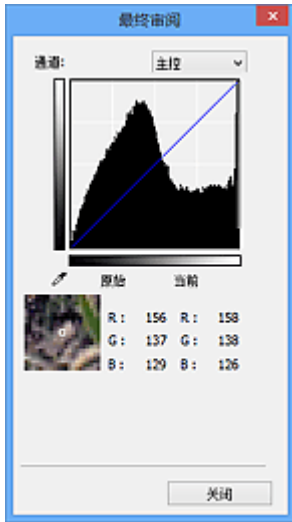 最终审阅
通道: 主控
原始 当前
R: 156 R: 158
G: 137 G: 138
B: 129 B: 126
关闭